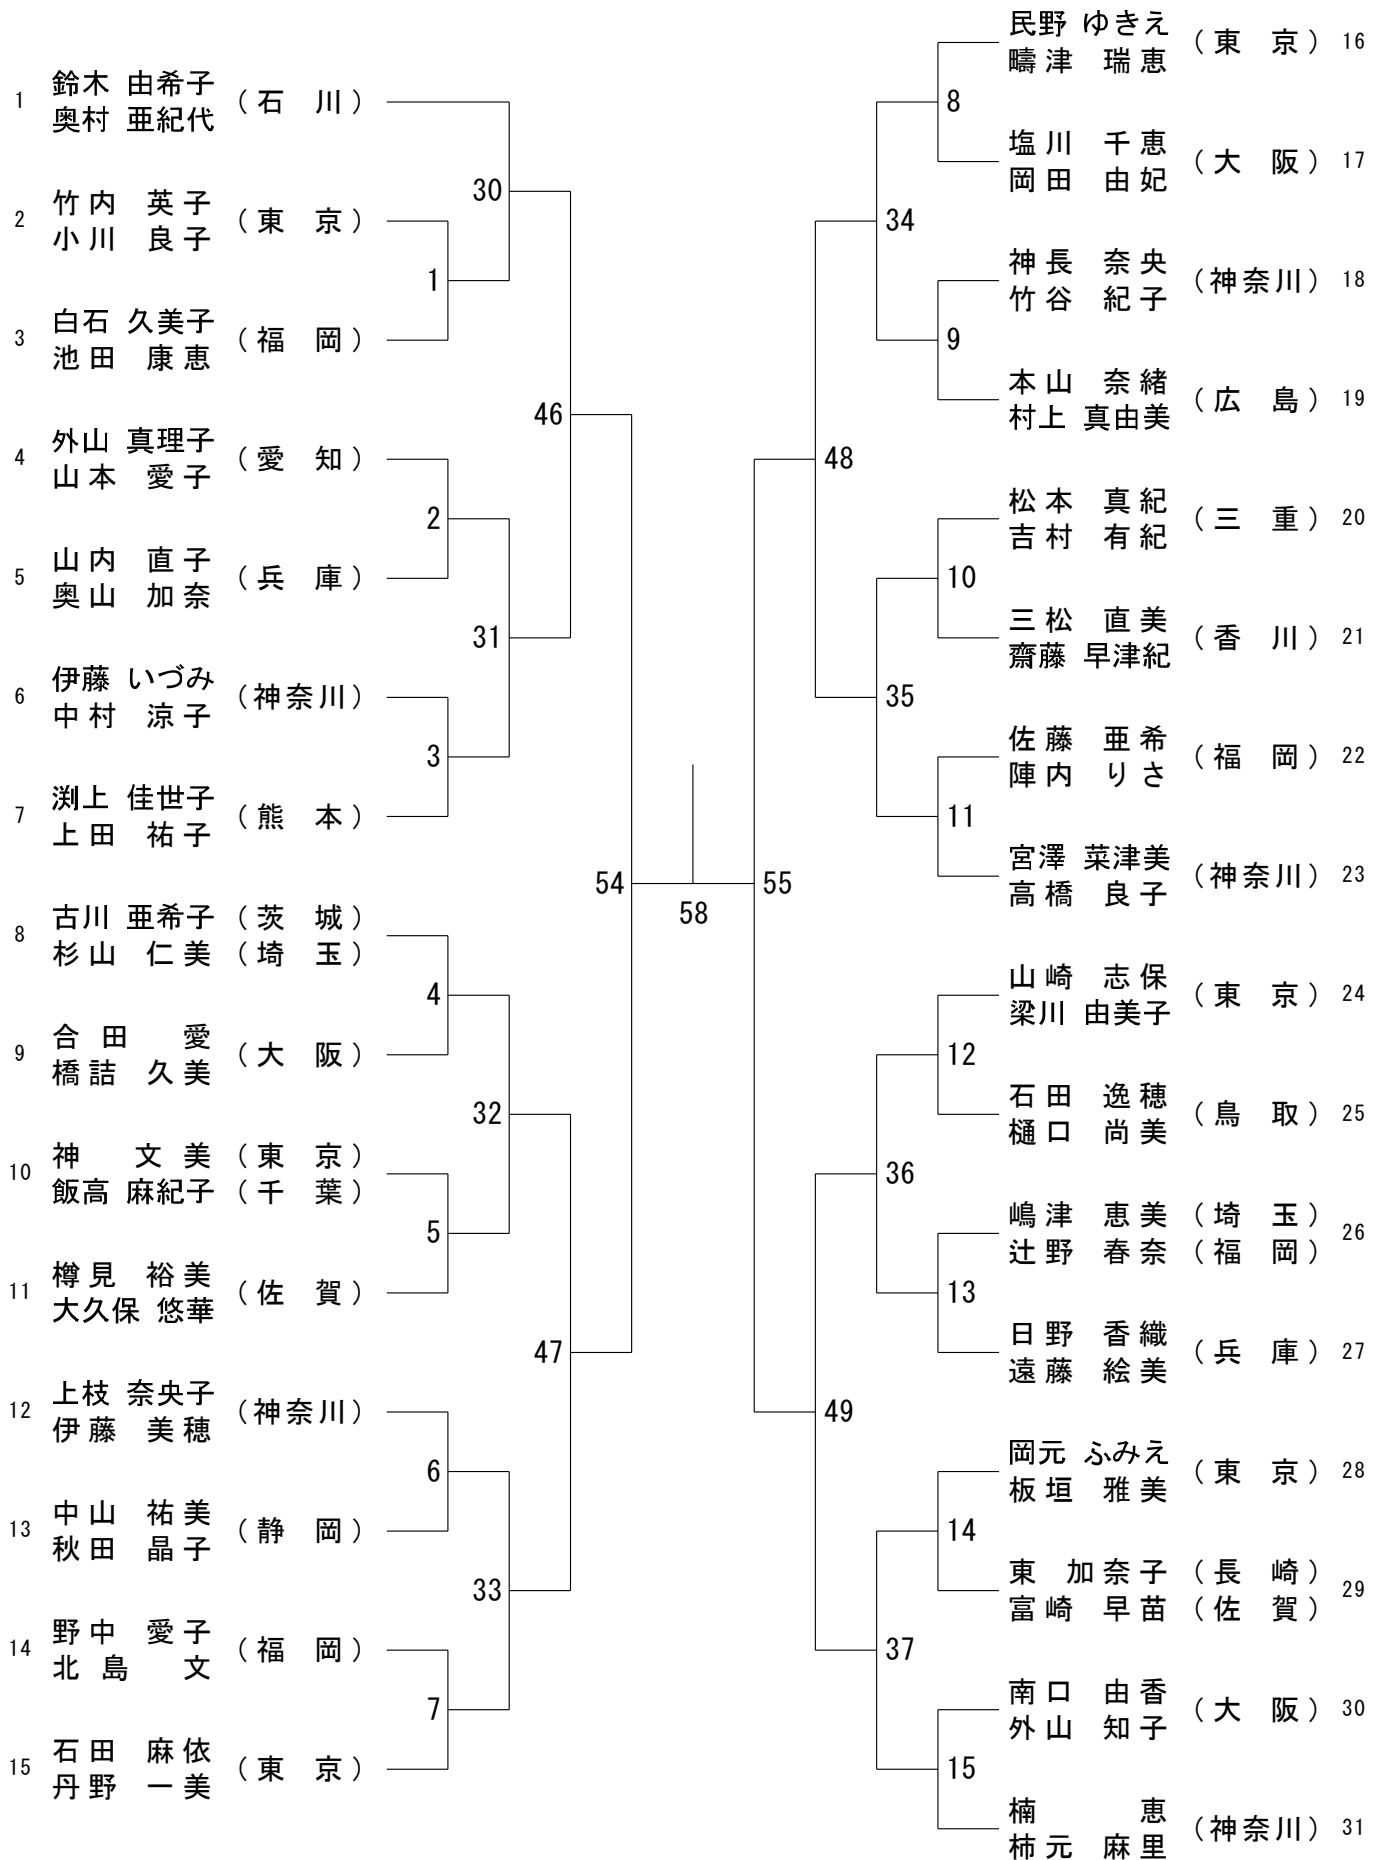 1 鈴木 由希子 (石 川)
奥村 亜紀代
2 竹内 英子 (東 京)
小川 良子
3 白石 久美子 (福 岡)
池田 康恵
4 外山 真理子 (愛 知)
山本 愛子
5 山内 直子 (兵 庫)
奥山 加奈
6 伊藤 いづみ (神奈川)
中村 涼子
7 渕上 佳世子 (熊 本)
上田 祐子
8 古川 亜希子 (茨 城)
杉山 仁美 (埼 玉)
9 合田 愛 (大 阪)
橋詰 久美
10 神 文美 (東 京)
飯高 麻紀子 (千 葉)
11 樽見 裕美 (佐 賀)
大久保 悠華
12 上枝 奈央子 (神奈川)
伊藤 美穂
13 中山 祐美 (静 岡)
秋田 晶子
14 野中 愛子 (福 岡)
北島 文
15 石田 麻依 (東 京)
丹野 一美
30
1
46
2
31
3
54
4
32
5
47
6
33
7
58
55
8
34
9
48
10
35
11
12
36
13
49
14
37
15
民野 ゆきえ (東 京) 16
疇津 瑞恵
塩川 千恵 (大 阪) 17
岡田 由妃
神長 奈央 (神奈川) 18
竹谷 紀子
本山 奈緒 (広 島) 19
村上 真由美
松本 真紀 (三 重) 20
吉村 有紀
三松 直美 (香 川) 21
齋藤 早津紀
佐藤 亜希 (福 岡) 22
陣内 りさ
宮澤 菜津美 (神奈川) 23
高橋 良子
山崎 志保 (東 京) 24
梁川 由美子
石田 逸穂 (鳥 取) 25
樋口 尚美
嶋津 恵美 (埼 玉) 26
辻野 春奈 (福 岡)
日野 香織 (兵 庫) 27
遠藤 絵美
岡元 ふみえ (東 京) 28
板垣 雅美
東 加奈子 (長 崎) 29
富崎 早苗 (佐 賀)
南口 由香 (大 阪) 30
外山 知子
楠 恵 (神奈川) 31
柿元 麻里